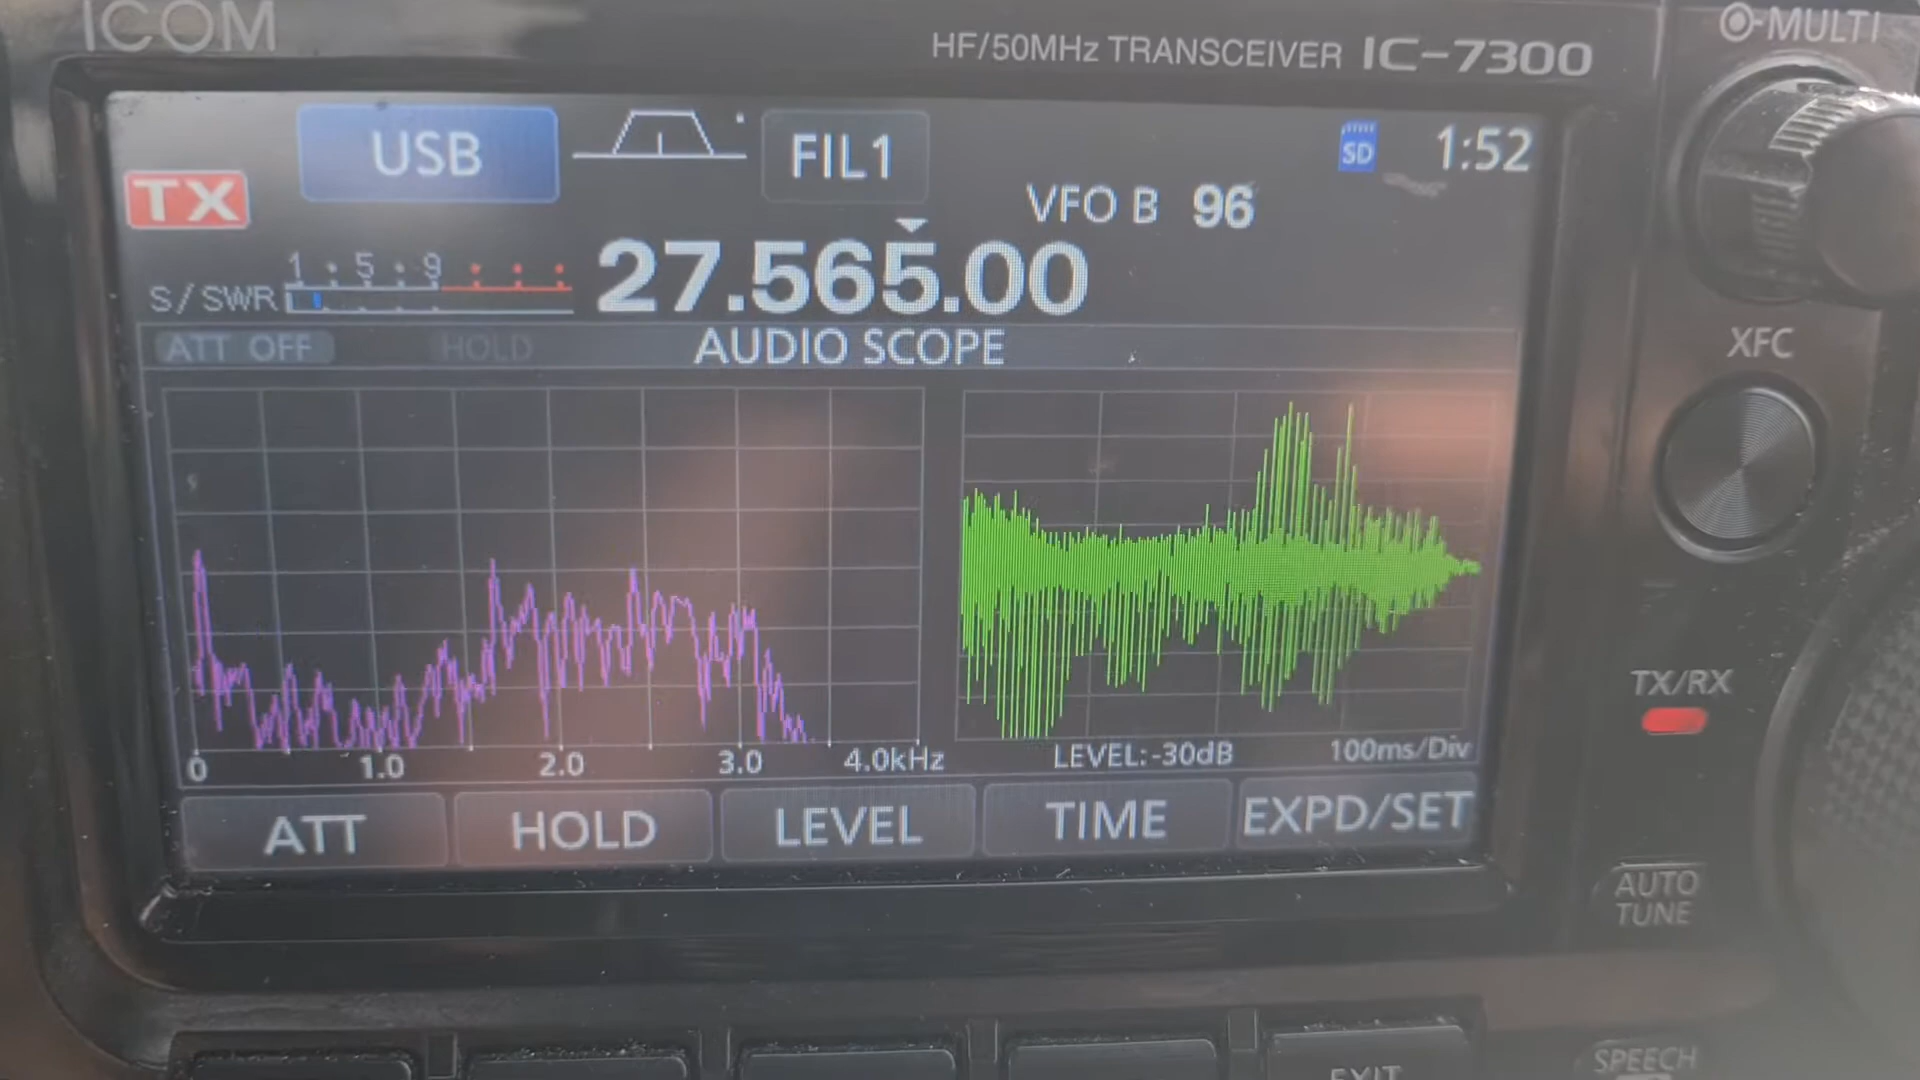 ICOM
HF/50MHz TRANSCEIVER IC-7300
MULTI
USB
FIL1
SD
1:52
TX
VFO B 96
1 5 9
S/SWR
27.565.00
ATT OFF
HOLD
AUDIO SCOPE
XFC
TX/RX
0 1.0 2.0 3.0 4.0kHz
LEVEL:-30dB
100ms/Div
ATT
HOLD
LEVEL
TIME
EXPD/SET
AUTO
TUNE
EXIT
SPEECH